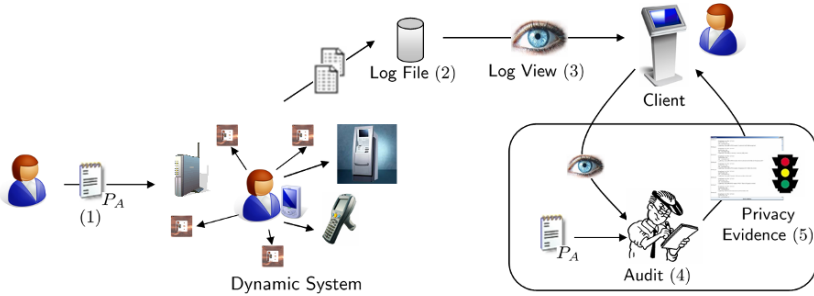 Log File (2)
Log View (3)
Client
P_A
(1)
Dynamic System
P_A
Audit (4)
Privacy
Evidence (5)